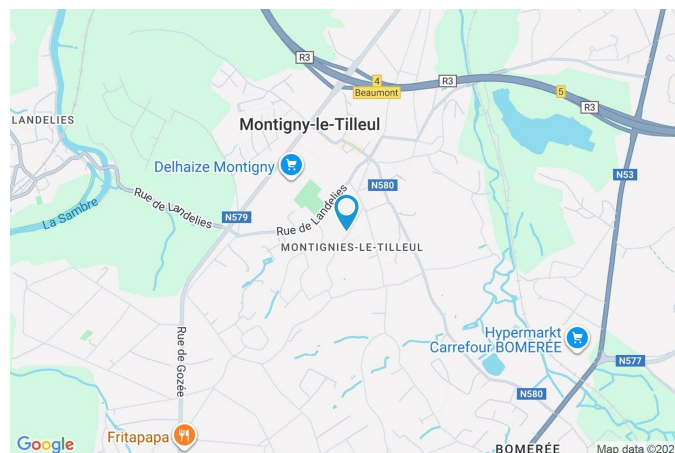 R3
4
Beaumont
R3
5
R3
LANDELIES
Montigny-le-Tilleul
Delhaize Montigny
N53
N580
Rue de Landelies
Rue de Landelies
N579
La Sambre
MONTIGNIES-LE-TILLEUL
Rue de Gozée
Hypermarkt
Carrefour BOMERÉE
N577
N580
Fritapapa
Google
BOMERÉE
Map data ©202